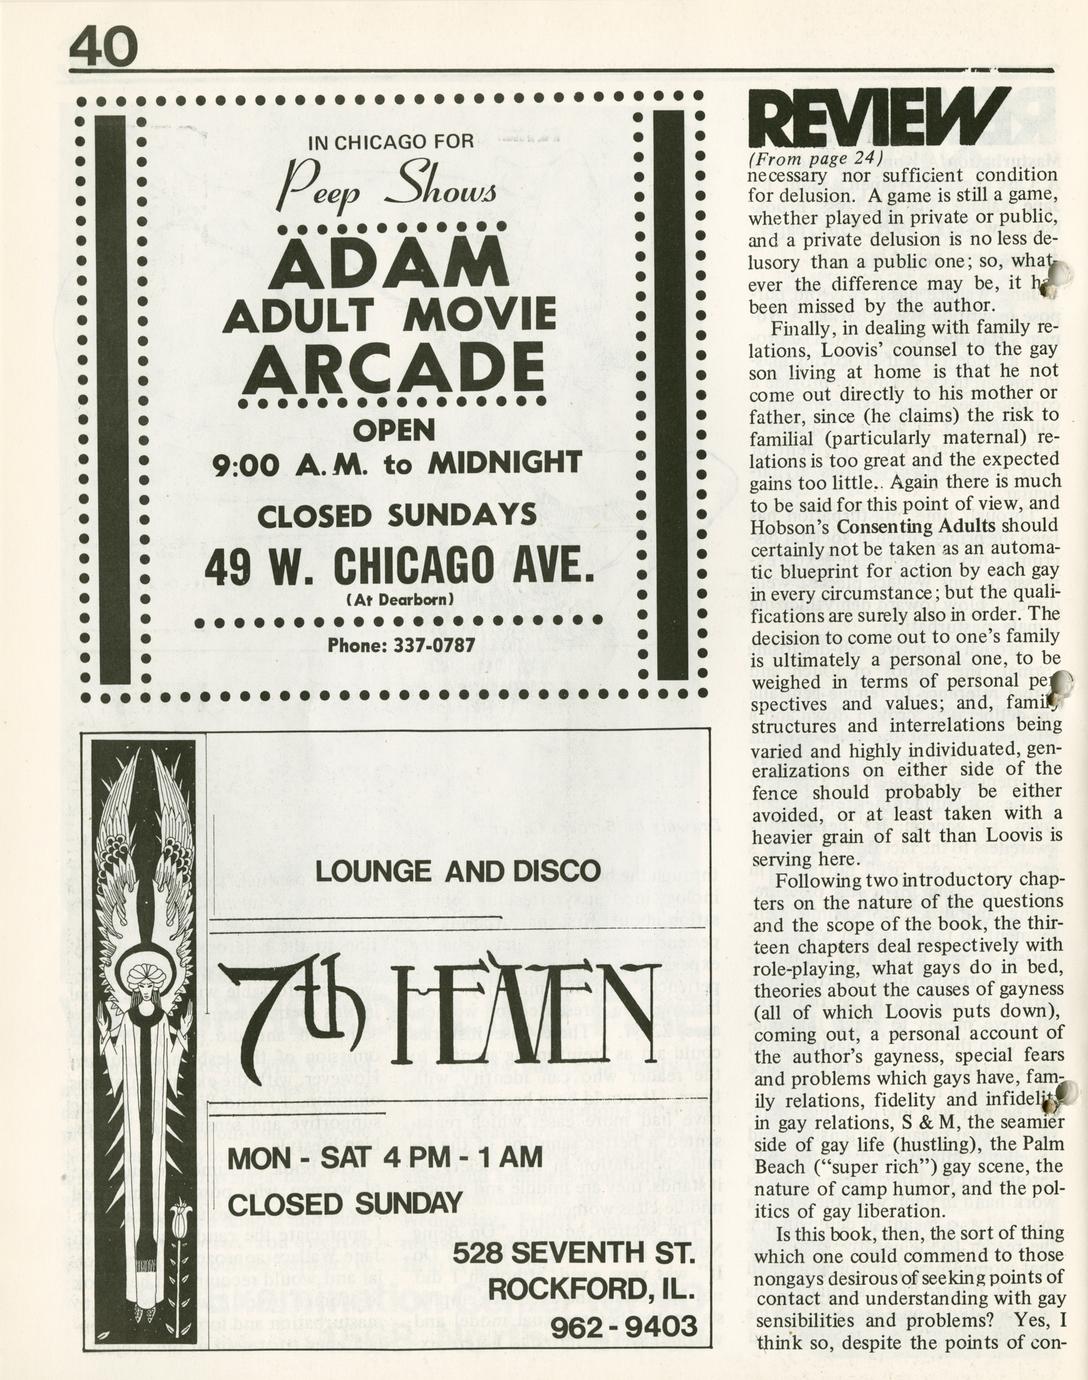 40
IN CHICAGO FOR
Peep Shows
ADAM
ADULT MOVIE
ARCADE
OPEN
9:00 A.M. to MIDNIGHT
CLOSED SUNDAYS
49 W. CHICAGO AVE.
(At Dearborn)
Phone: 337-0787
LOUNGE AND DISCO
7th HEAVEN
MON - SAT 4 PM - 1 AM
CLOSED SUNDAY
528 SEVENTH ST.
ROCKFORD, IL.
962 - 9403
REVIEW
(From page 24)
necessary nor sufficient condition
for delusion. A game is still a game,
whether played in private or public,
and a private delusion is no less de-
lusory than a public one; so, what-
ever the difference may be, it has
been missed by the author.
Finally, in dealing with family re-
lations, Loovis' counsel to the gay
son living at home is that he not
come out directly to his mother or
father, since (he claims) the risk to
familial (particularly maternal) re-
lations is too great and the expected
gains too little.. Again there is much
to be said for this point of view, and
Hobson's Consenting Adults should
certainly not be taken as an automa-
tic blueprint for action by each gay
in every circumstance; but the quali-
fications are surely also in order. The
decision to come out to one's family
is ultimately a personal one, to be
weighed in terms of personal per-
spectives and values; and, family
structures and interrelations being
varied and highly individuated, gen-
eralizations on either side of the
fence should probably be either
avoided, or at least taken with a
heavier grain of salt than Loovis is
serving here.
Following two introductory chap-
ters on the nature of the questions
and the scope of the book, the thir-
teen chapters deal respectively with
role-playing, what gays do in bed,
theories about the causes of gayness
(all of which Loovis puts down),
coming out, a personal account of
the author's gayness, special fears
and problems which gays have, fam-
ily relations, fidelity and infidelity
in gay relations, S & M, the seamier
side of gay life (hustling), the Palm
Beach ("super rich") gay scene, the
nature of camp humor, and the pol-
itics of gay liberation.
Is this book, then, the sort of thing
which one could commend to those
nongays desirous of seeking points of
contact and understanding with gay
sensibilities and problems? Yes, I
think so, despite the points of con-